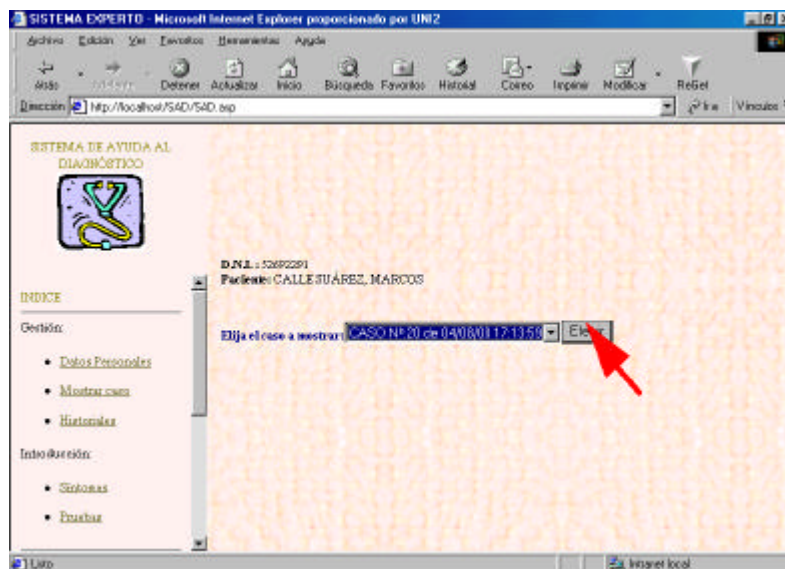 SISTEMA EXPERTO - Microsoft Internet Explorer proporcionado por UNI2
Archivo Edición Ver Favoritos Herramientas Ayuda
Atrás Detener Actualizar Inicio Búsqueda Favoritos Historial Correo Imprimir Modificar ReGet
Dirección http://localhost/SAD/SAD.asp Ir a Vínculos
SISTEMA DE AYUDA AL
DIAGNÓSTICO
D.N.I. : 52692291
Paciente: CALLE SUÁREZ, MARCOS
INDICE
Gestión:
Elija el caso a mostrar: CASO Nº 20 de 04/08/01 17:13:58
Datos Personales
Mostrar caso
Historiales
Introducción:
Síntomas
Pruebas
Listo
Intranet local